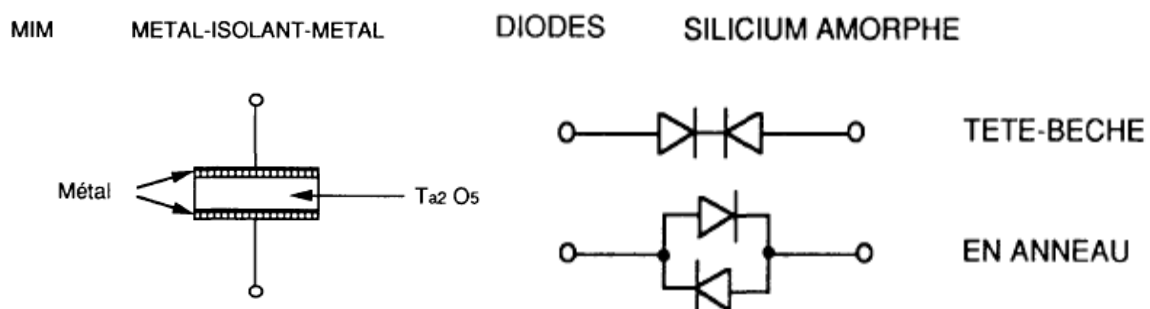 MIM METAL-ISOLANT-METAL
DIODES SILICIUM AMORPHE
Métal
Ta2 O5
TETE-BECHE
EN ANNEAU